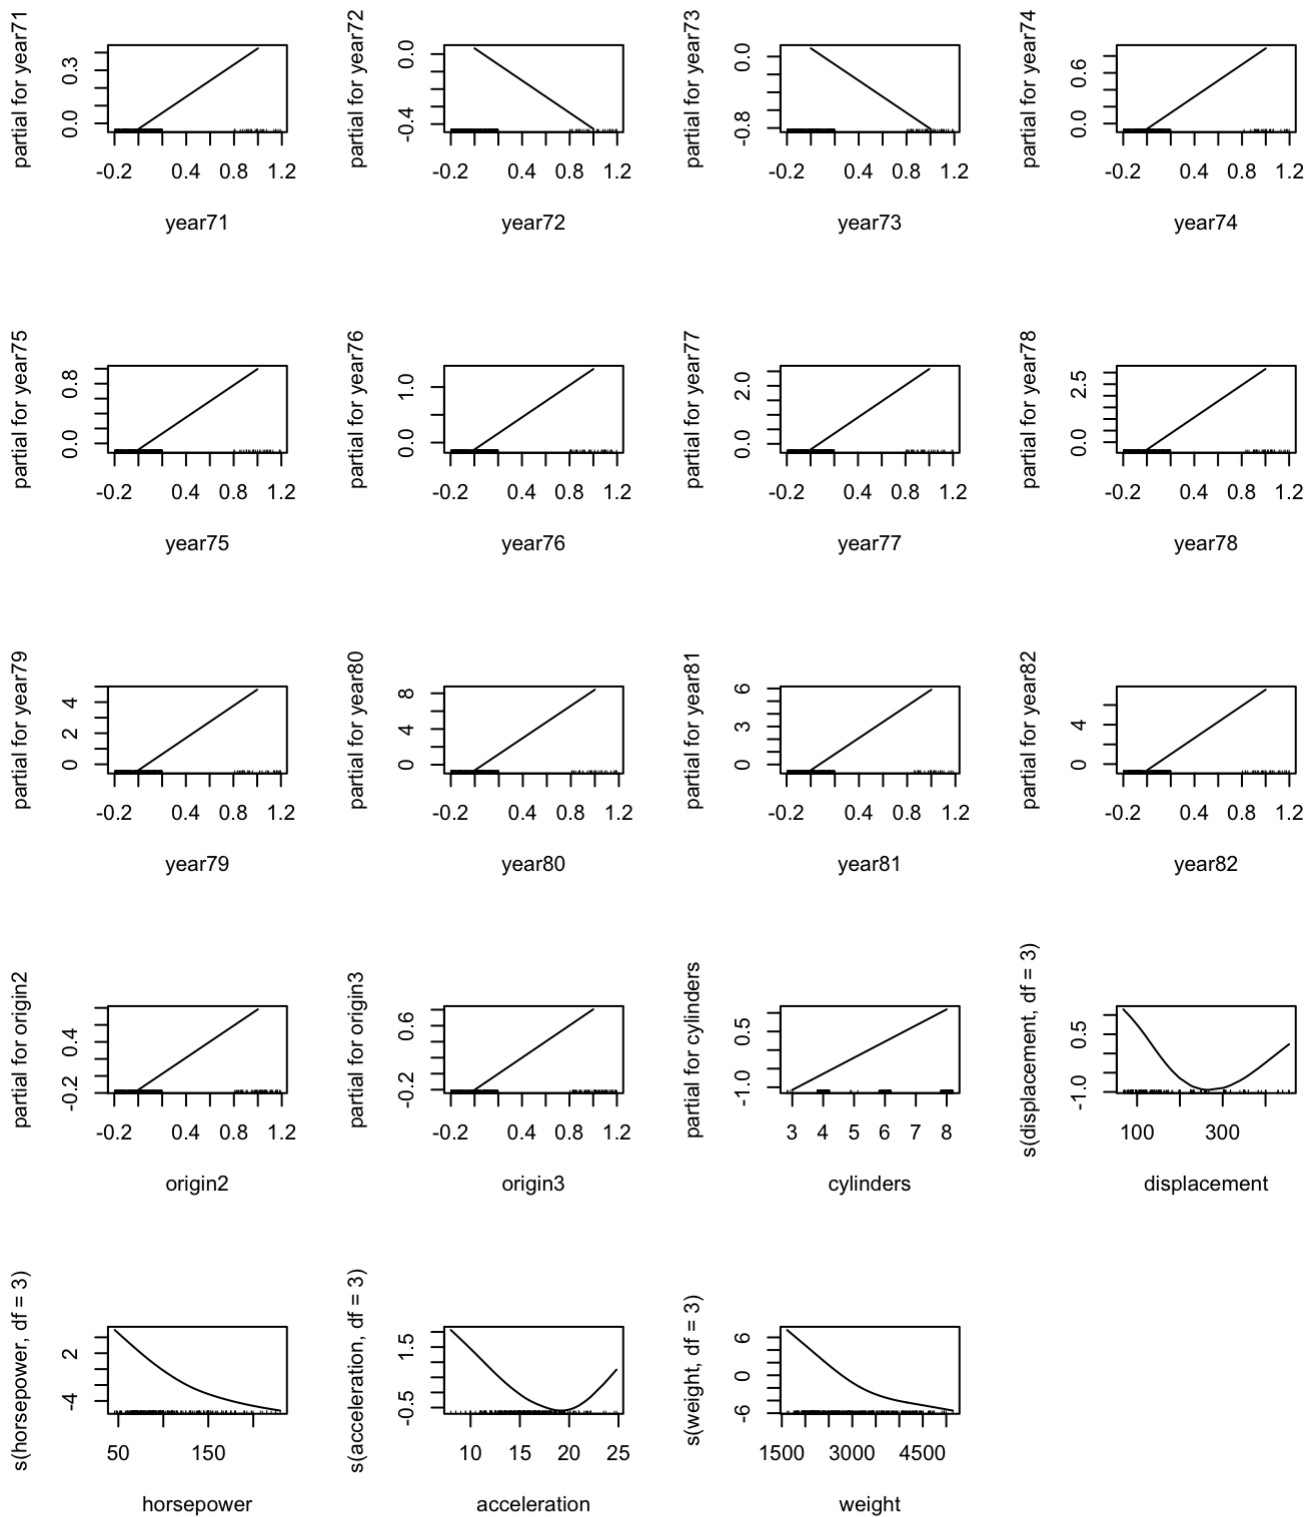 partial for year71
0.0 0.3
-0.2 0.4 0.8 1.2
year71
partial for year72
-0.4 0.0
-0.2 0.4 0.8 1.2
year72
partial for year73
-0.8 0.0
-0.2 0.4 0.8 1.2
year73
partial for year74
0.0 0.6
-0.2 0.4 0.8 1.2
year74
partial for year75
0.0 0.8
-0.2 0.4 0.8 1.2
year75
partial for year76
0.0 1.0
-0.2 0.4 0.8 1.2
year76
partial for year77
0.0 2.0
-0.2 0.4 0.8 1.2
year77
partial for year78
0.0 2.5
-0.2 0.4 0.8 1.2
year78
partial for year79
0 2 4
-0.2 0.4 0.8 1.2
year79
partial for year80
0 4 8
-0.2 0.4 0.8 1.2
year80
partial for year81
0 3 6
-0.2 0.4 0.8 1.2
year81
partial for year82
0 4
-0.2 0.4 0.8 1.2
year82
partial for origin2
-0.2 0.4
-0.2 0.4 0.8 1.2
origin2
partial for origin3
-0.2 0.6
-0.2 0.4 0.8 1.2
origin3
partial for cylinders
-1.0 0.5
3 4 5 6 7 8
cylinders
s(displacement, df = 3)
-1.0 0.5
100 300
displacement
s(horsepower, df = 3)
-4 2
50 150
horsepower
s(acceleration, df = 3)
-0.5 1.5
10 15 20 25
acceleration
s(weight, df = 3)
-6 0 6
1500 3000 4500
weight